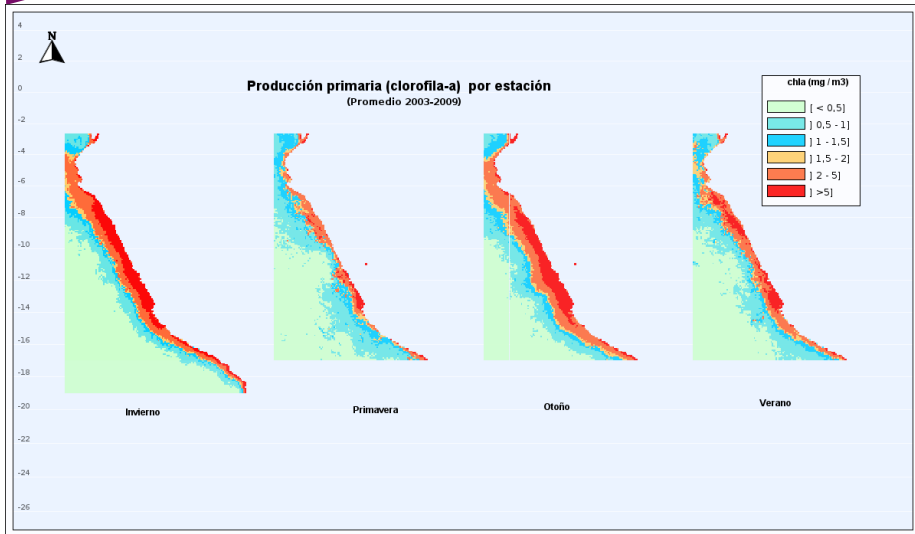 4
2
0
-2
-4
-6
-8
-10
-12
-14
-16
-18
-20
-22
-24
-26
N
Producción primaria (clorofila-a) por estación
(Promedio 2003-2009)
chla (mg / m3)
[ < 0,5]
] 0,5 - 1]
] 1 - 1,5]
] 1,5 - 2]
] 2 - 5]
] >5]
Invierno
Primavera
Otoño
Verano